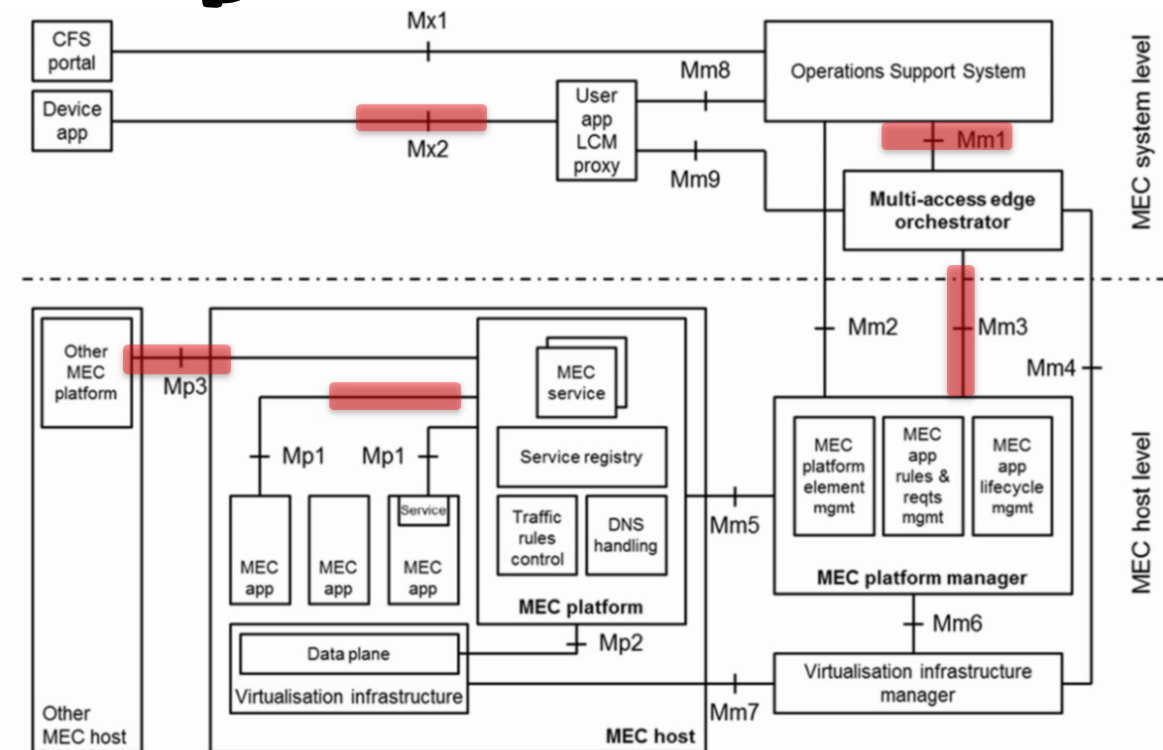 Mx1
CFS
portal
Operations Support System
Mm8
Device
app
User
app
LCM
proxy
Mx2
Mm1
Mm9
Multi-access edge
orchestrator
MEC system level
Mm2
Mm3
Mm4
Other
MEC
platform
Mp3
MEC
service
Mp1
Mp1
Service registry
MEC
platform
element
mgmt
MEC
app
rules &
reqts
mgmt
MEC
app
lifecycle
mgmt
Service
Traffic
rules
control
DNS
handling
Mm5
MEC
app
MEC
app
MEC
app
MEC platform
MEC platform manager
MEC host level
Mp2
Mm6
Data plane
Virtualisation infrastructure
Virtualisation infrastructure
manager
Mm7
Other
MEC host
MEC host